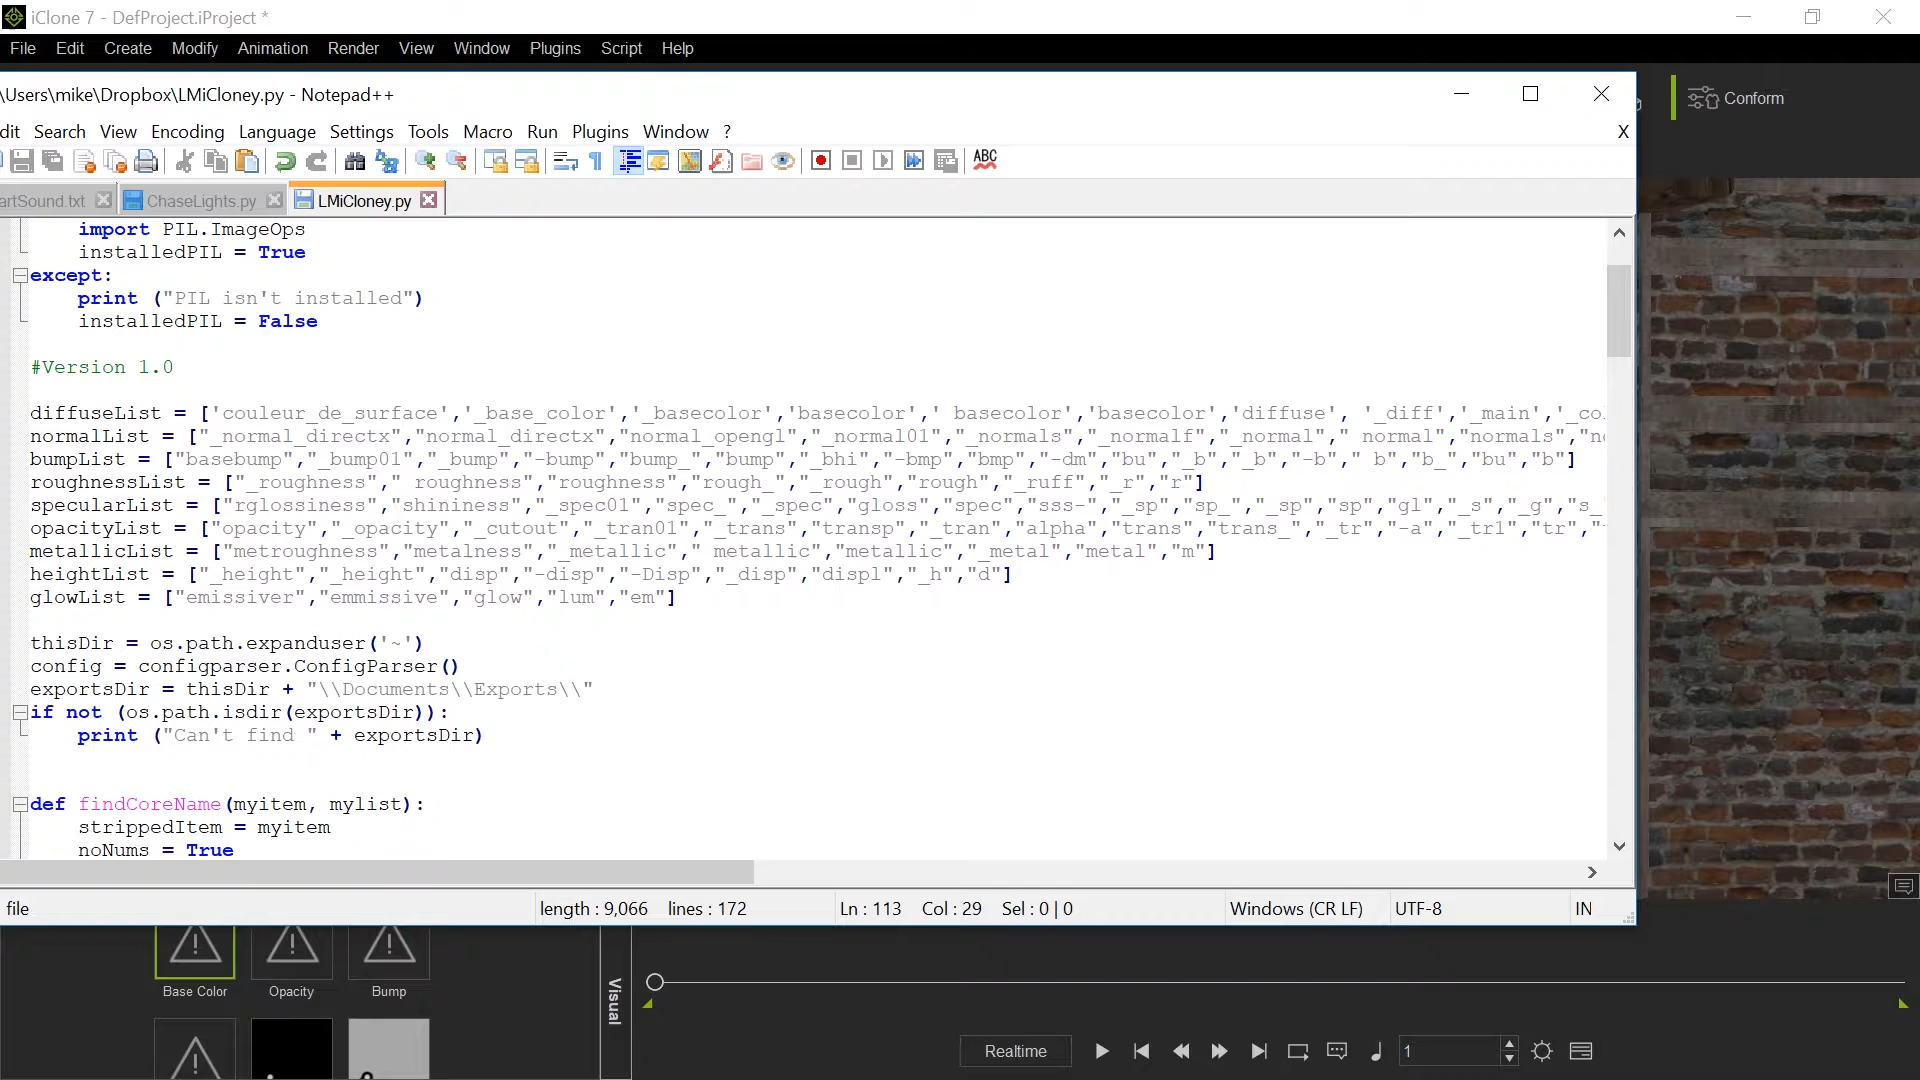 iClone 7 - DefProject.iProject *
File Edit Create Modify Animation Render View Window Plugins Script Help
\Users\mike\Dropbox\LMiCloney.py - Notepad++
Conform
dit Search View Encoding Language Settings Tools Macro Run Plugins Window ? X
ABC
artSound.txt ChaseLights.py LMiCloney.py
import PIL.ImageOps
installedPIL = True
except:
print ("PIL isn't installed")
installedPIL = False
#Version 1.0
diffuseList = ['couleur_de_surface','_base_color','_basecolor','basecolor',' basecolor','basecolor','diffuse', '_diff','_main','_co
normalList = ["_normal_directx","normal_directx","normal_opengl","_normal01","_normals","_normalf","_normal"," normal","normals","n
bumpList = ["basebump","_bump01","_bump","-bump","bump_","bump","_bhi","-bmp","bmp","-dm","bu","_b","_b","-b"," b","b_","bu","b"]
roughnessList = ["_roughness"," roughness","roughness","rough_","_rough","rough","_ruff","_r","r"]
specularList = ["rglossiness","shininess","_spec01","spec_","_spec","gloss","spec","sss-","_sp","sp_","_sp","sp","gl","_s","_g","s_
opacityList = ["opacity","_opacity","_cutout","_tran01","_trans","transp","_tran","alpha","trans","trans_","_tr","-a","_tr1","tr","
metallicList = ["metroughness","metalness","_metallic"," metallic","metallic","_metal","metal","m"]
heightList = ["_height","_height","disp","-disp","-Disp","_disp","displ","_h","d"]
glowList = ["emissiver","emmissive","glow","lum","em"]
thisDir = os.path.expanduser('~')
config = configparser.ConfigParser()
exportsDir = thisDir + "\\Documents\\Exports\\"
if not (os.path.isdir(exportsDir)):
print ("Can't find " + exportsDir)
def findCoreName(myitem, mylist):
strippedItem = myitem
noNums = True
file length : 9,066 lines : 172 Ln : 113 Col : 29 Sel : 0 | 0 Windows (CR LF) UTF-8 IN
Base Color Opacity Bump
Visual
Realtime 1